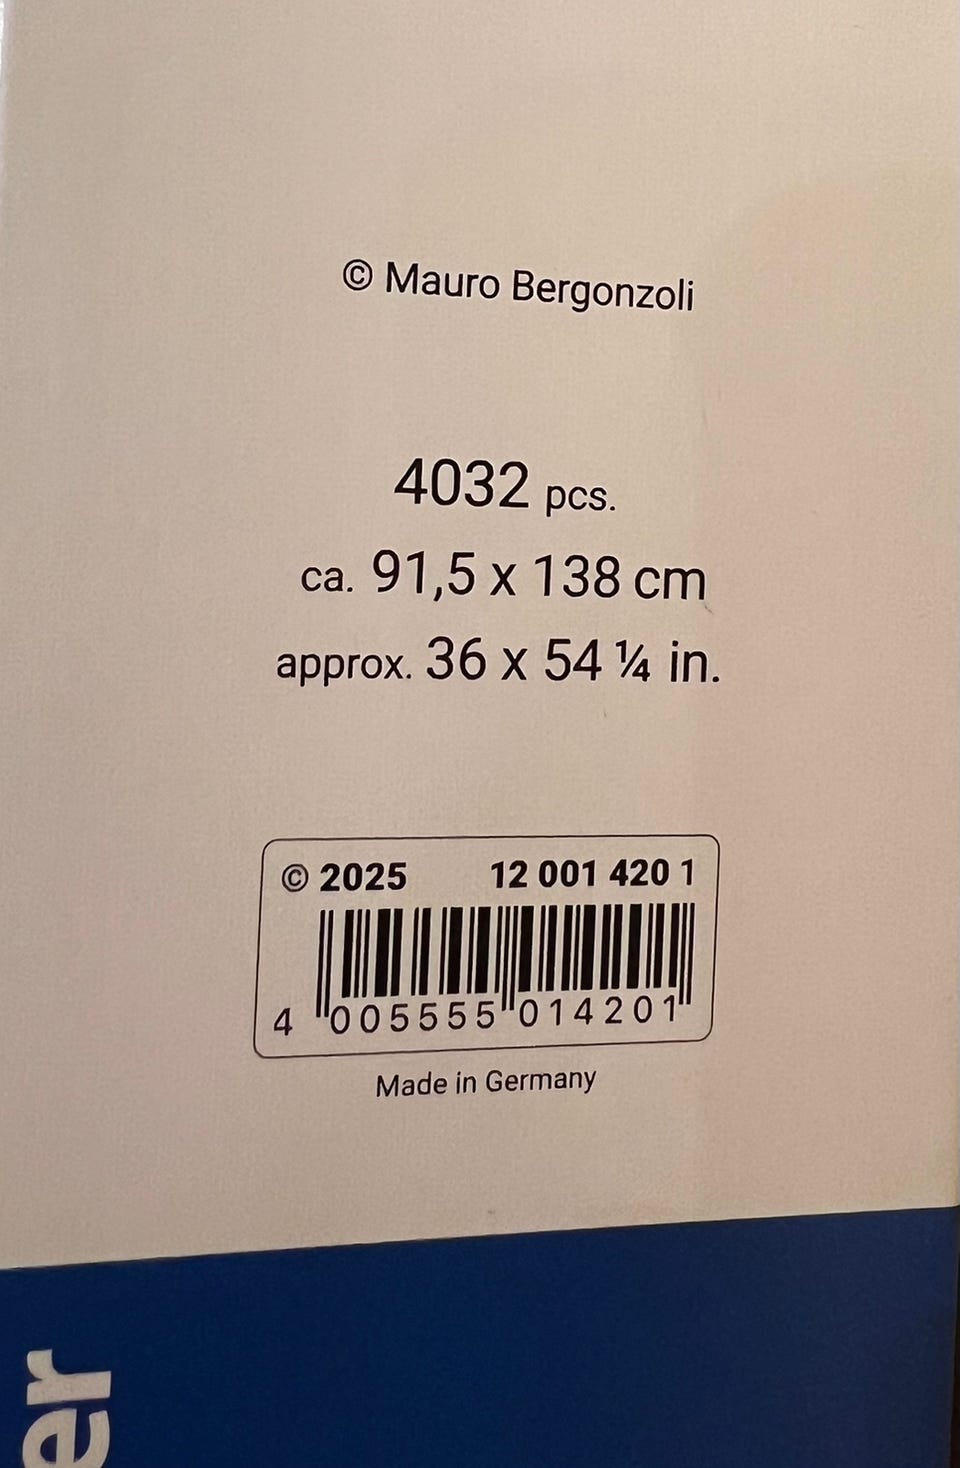 © Mauro Bergonzoli
4032 pcs.
ca. 91,5 x 138 cm
approx. 36 x 54 ¼ in.
© 2025 12 001 420 1
4 005555 014201
Made in Germany
er